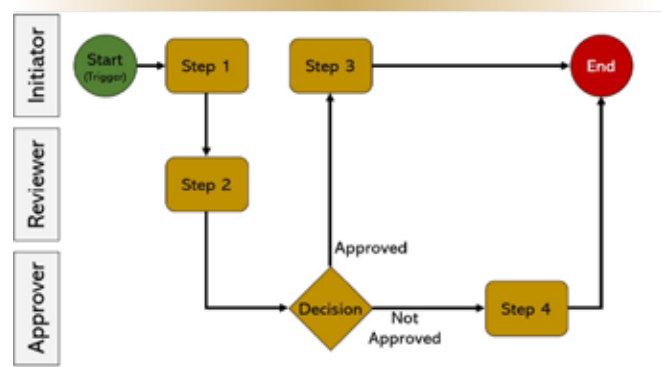 Initiator
Start
(Trigger)
Step 1
Step 3
End
Reviewer
Step 2
Approved
Approver
Decision
Not
Approved
Step 4